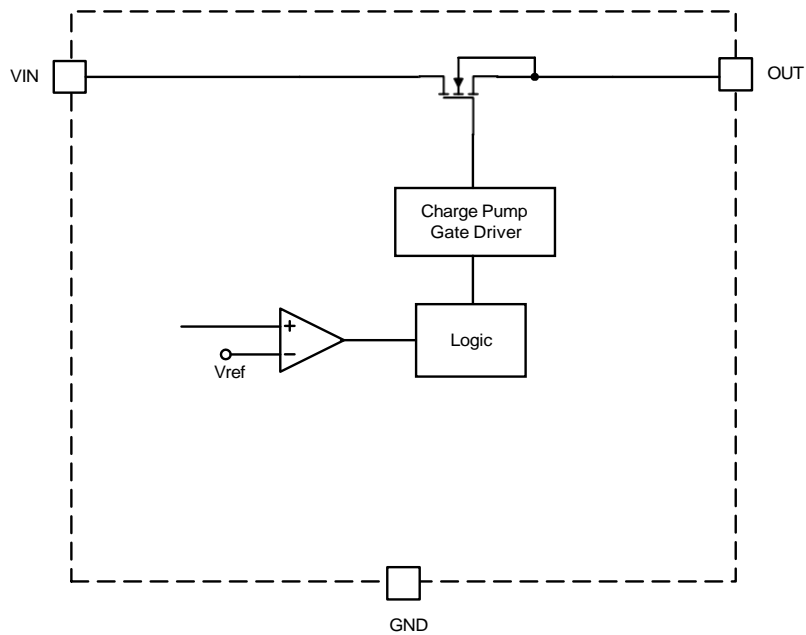 VIN
OUT
Charge Pump
Gate Driver
+
Logic
−
Vref
GND